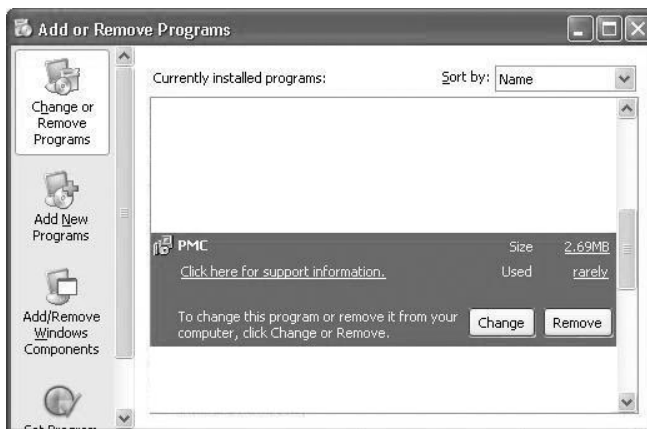 Add or Remove Programs
Change or
Remove
Programs
Currently installed programs:
Sort by: Name
Add New
Programs
PMC
Size 2.69MB
Click here for support information.
Used rarely
To change this program or remove it from your
computer, click Change or Remove.
Change Remove
Add/Remove
Windows
Components